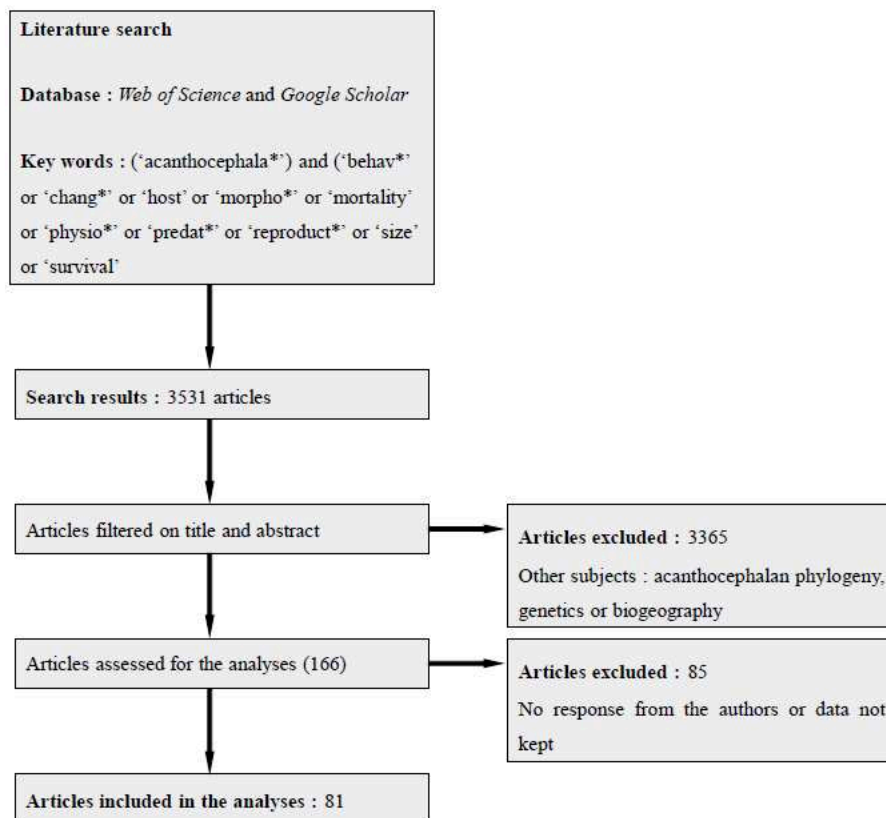 Literature search
Database : Web of Science and Google Scholar
Key words : (‘acanthocephala*’) and (‘behav*’
or ‘chang*’ or ‘host’ or ‘morpho*’ or ‘mortality’
or ‘physio*’ or ‘predat*’ or ‘reproduct*’ or ‘size’
or ‘survival’
Search results : 3531 articles
Articles filtered on title and abstract
Articles excluded : 3365
Other subjects : acanthocephalan phylogeny,
genetics or biogeography
Articles assessed for the analyses (166)
Articles excluded : 85
No response from the authors or data not
kept
Articles included in the analyses : 81